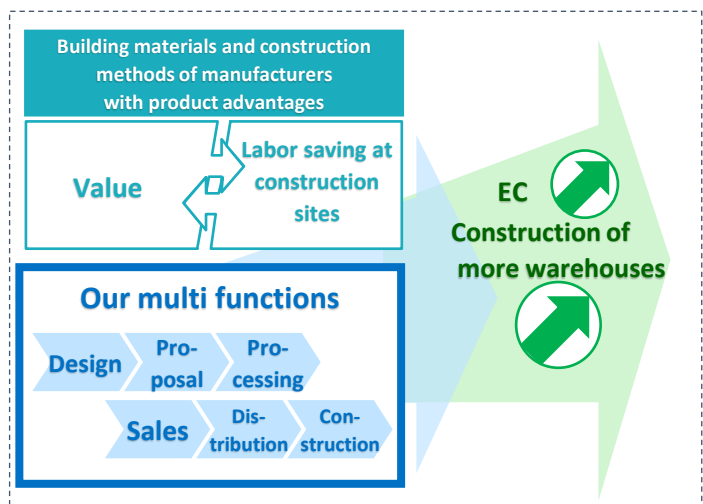 Building materials and construction
methods of manufacturers
with product advantages
Value
Labor saving at
construction
sites
Our multi functions
Design
Pro-
posal
Pro-
cessing
Sales
Dis-
tribution
Con-
struction
EC
Construction of
more warehouses